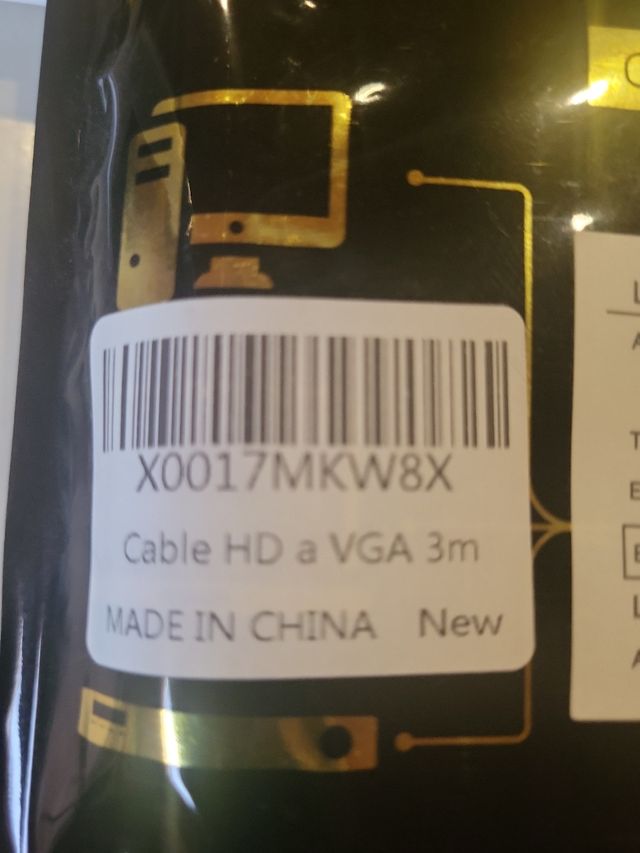 X0017MKW8X
Cable HD a VGA 3m
MADE IN CHINA New